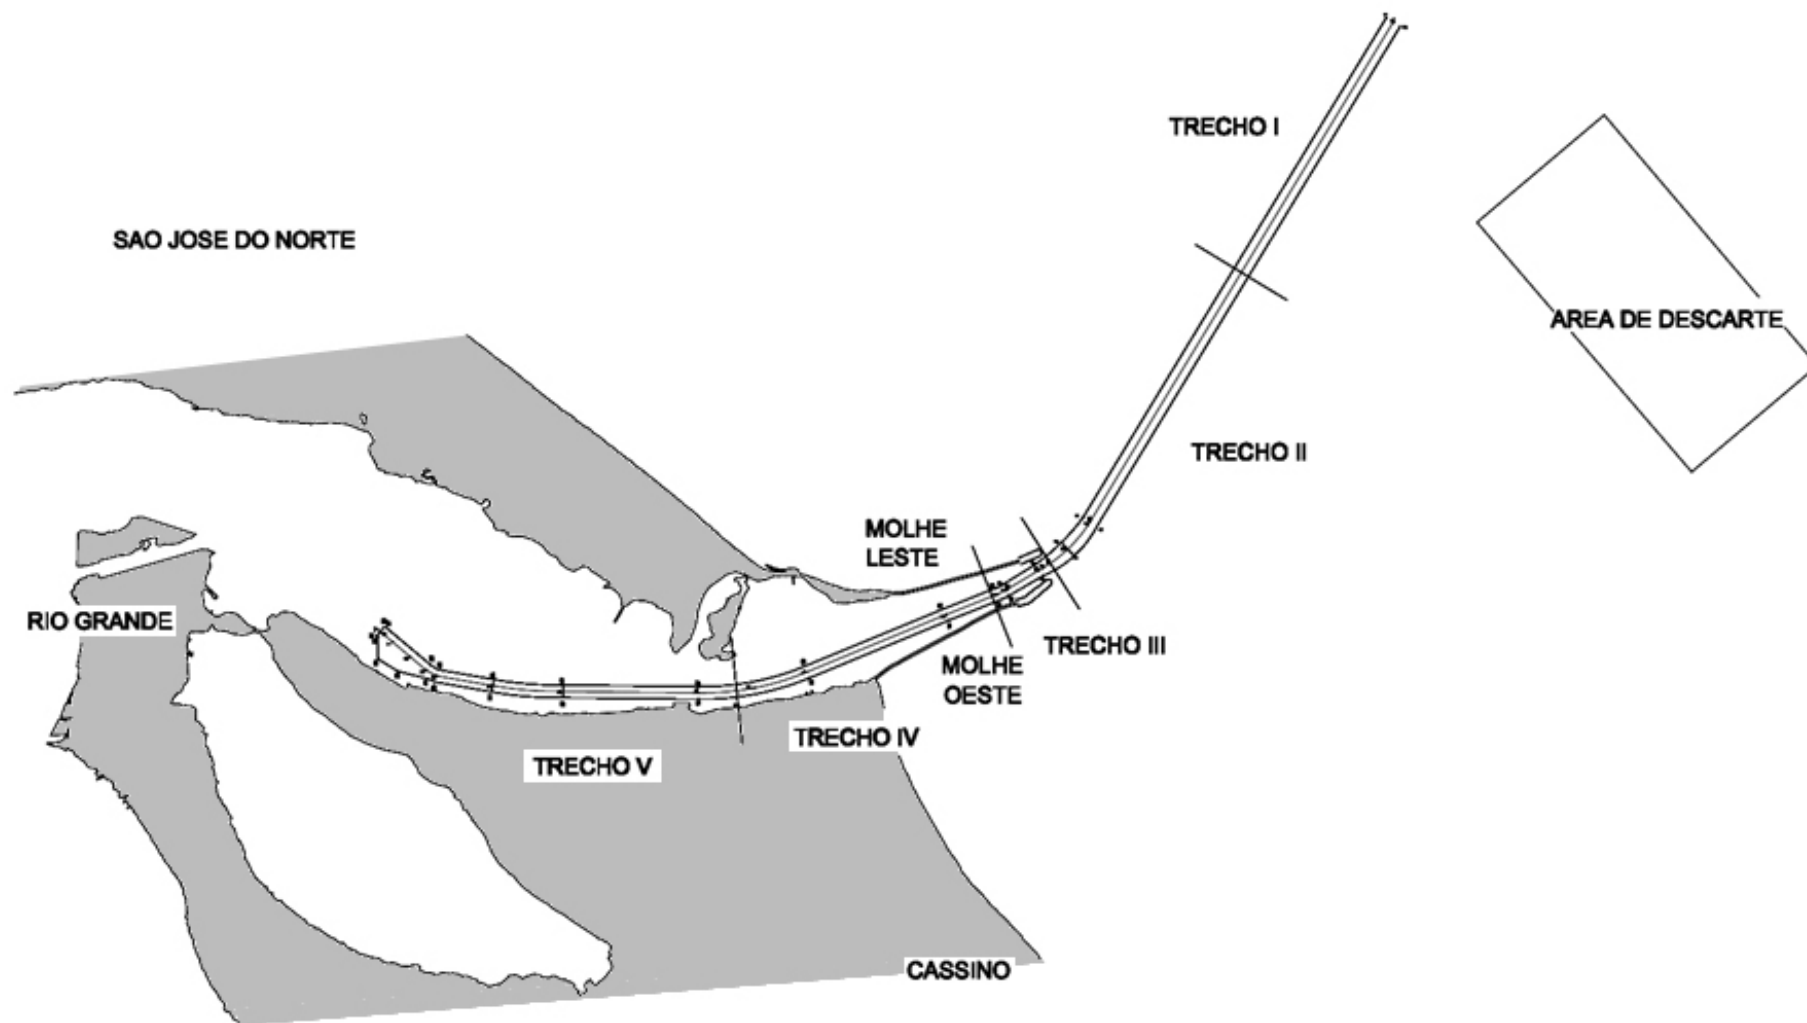 TRECHO I
SAO JOSE DO NORTE
AREA DE DESCARTE
TRECHO II
MOLHE
LESTE
RIO GRANDE
TRECHO III
MOLHE
OESTE
TRECHO IV
TRECHO V
CASSINO